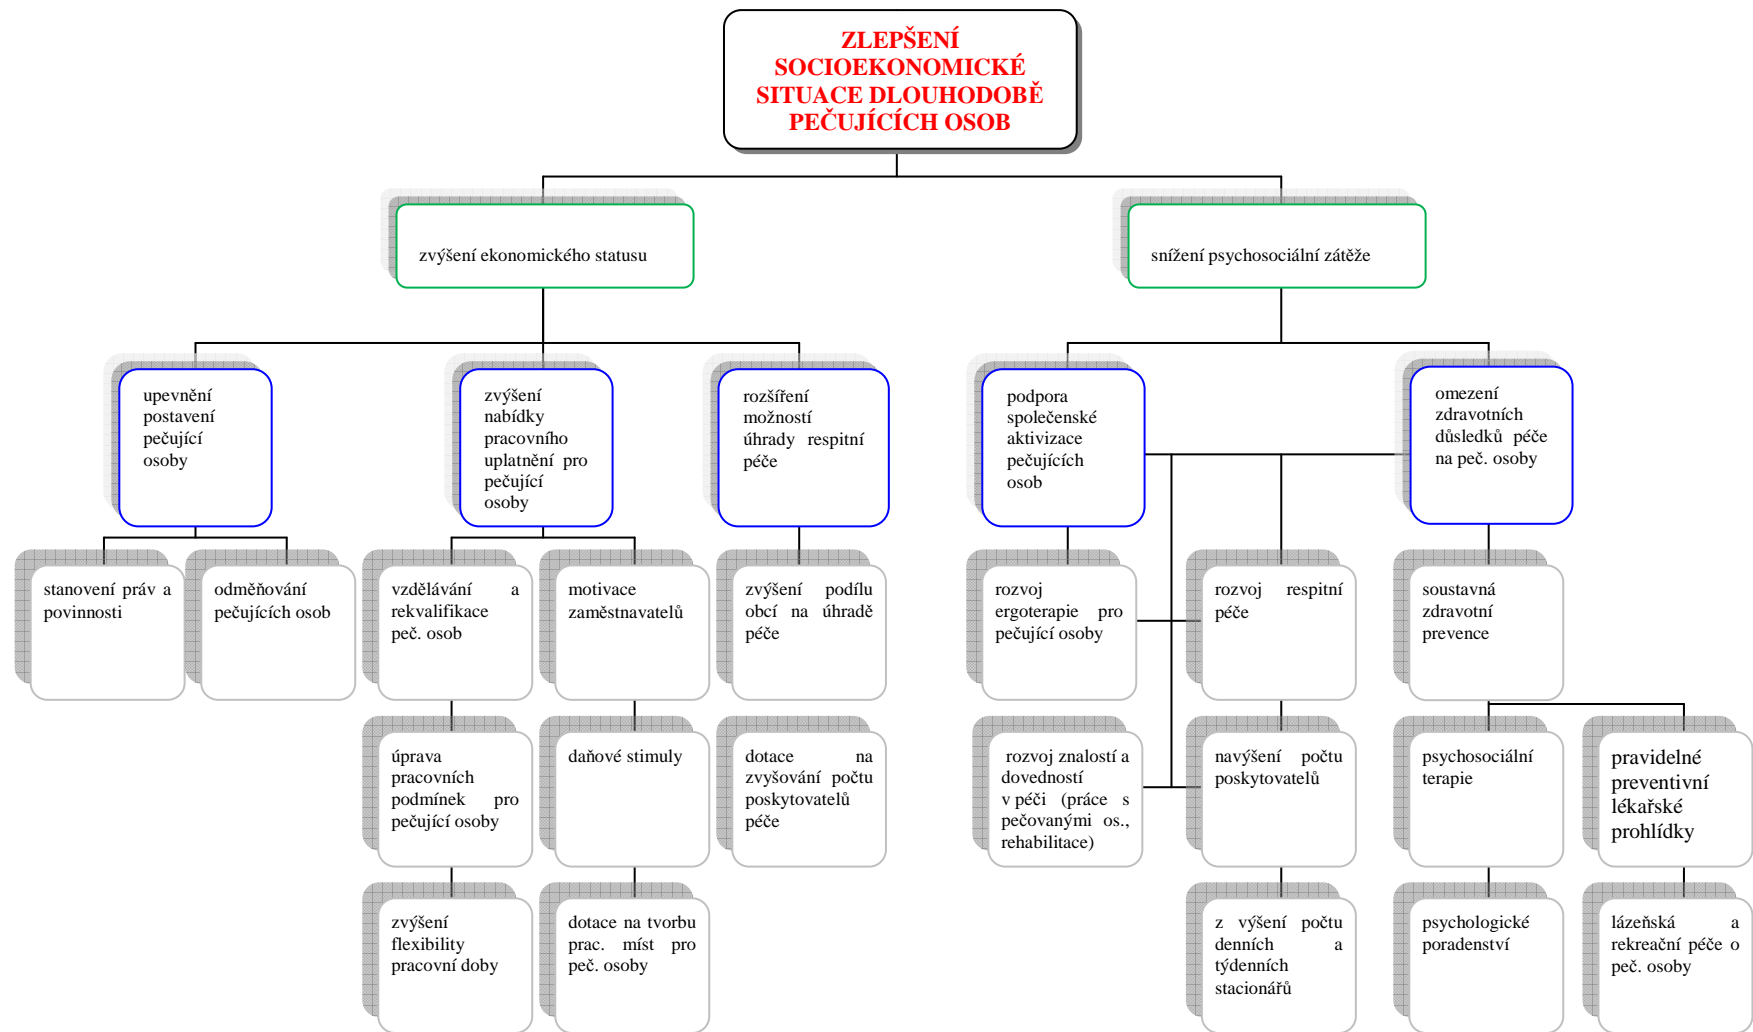 ZLEPŠENÍ
SOCIOEKONOMICKÉ
SITUACE DLOUHODOBĚ
PEČUJÍCÍCH OSOB
zvýšení ekonomického statusu
snížení psychosociální zátěže
upevnění
postavení
pečující
osoby
zvýšení
nabídky
pracovního
uplatnění pro
pečující
osoby
rozšíření
možností
úhrady respitní
péče
podpora
společenské
aktivizace
pečujících
osob
omezení
zdravotních
důsledků péče
na peč. osoby
stanovení práv a
povinnosti
odměňování
pečujících osob
vzdělávání a
rekvalifikace
peč. osob
motivace
zaměstnavatelů
zvýšení podílu
obcí na úhradě
péče
rozvoj
ergoterapie pro
pečující osoby
rozvoj respitní
péče
soustavná
zdravotní
prevence
úprava
pracovních
podmínek pro
pečující osoby
daňové stimuly
dotace na
zvyšování počtu
poskytovatelů
péče
rozvoj znalostí a
dovedností
v péči (práce s
pečovanými os.,
rehabilitace)
navýšení počtu
poskytovatelů
psychosociální
terapie
pravidelné
preventivní
lékařské
prohlídky
zvýšení
flexibility
pracovní doby
dotace na tvorbu
prac. míst pro
peč. osoby
z výšení počtu
denních a
týdenních
stacionářů
psychologické
poradenství
lázeňská a
rekreační péče o
peč. osoby